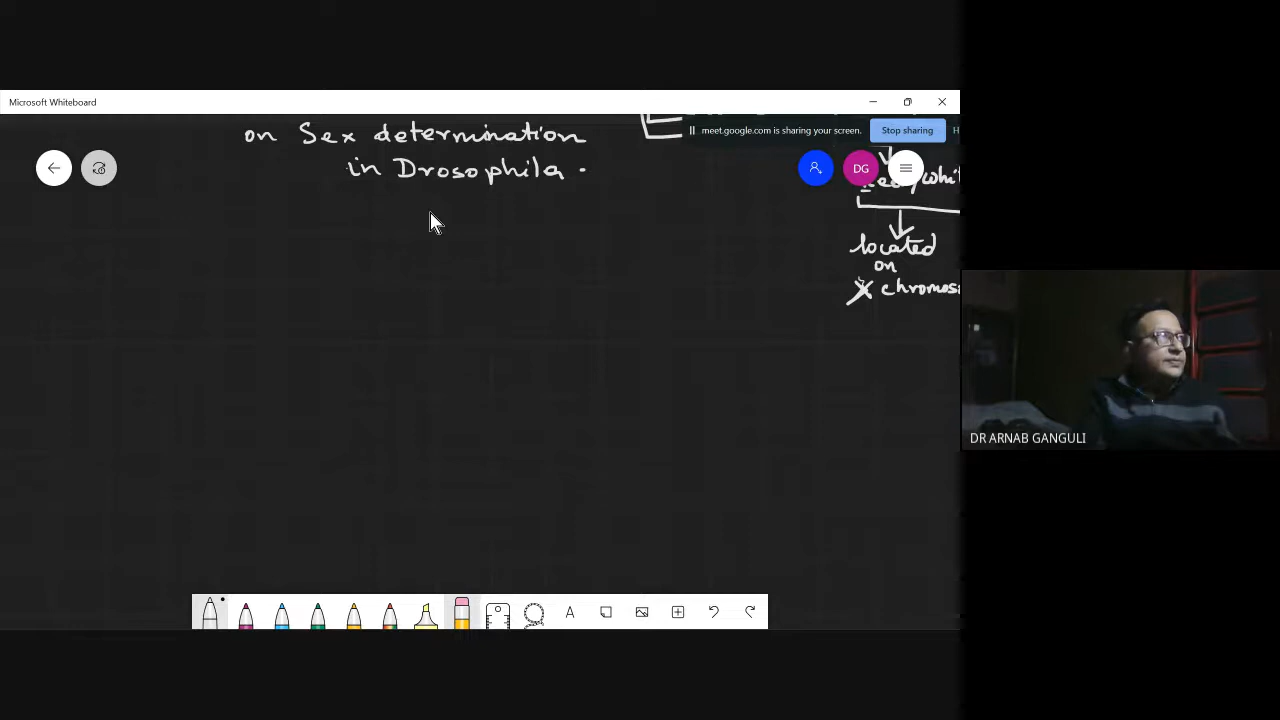 Microsoft Whiteboard
on Sex determination
in Drosophila .
meet.google.com is sharing your screen.
Stop sharing
H
DG
located
on
X chromos
DR ARNAB GANGULI
A